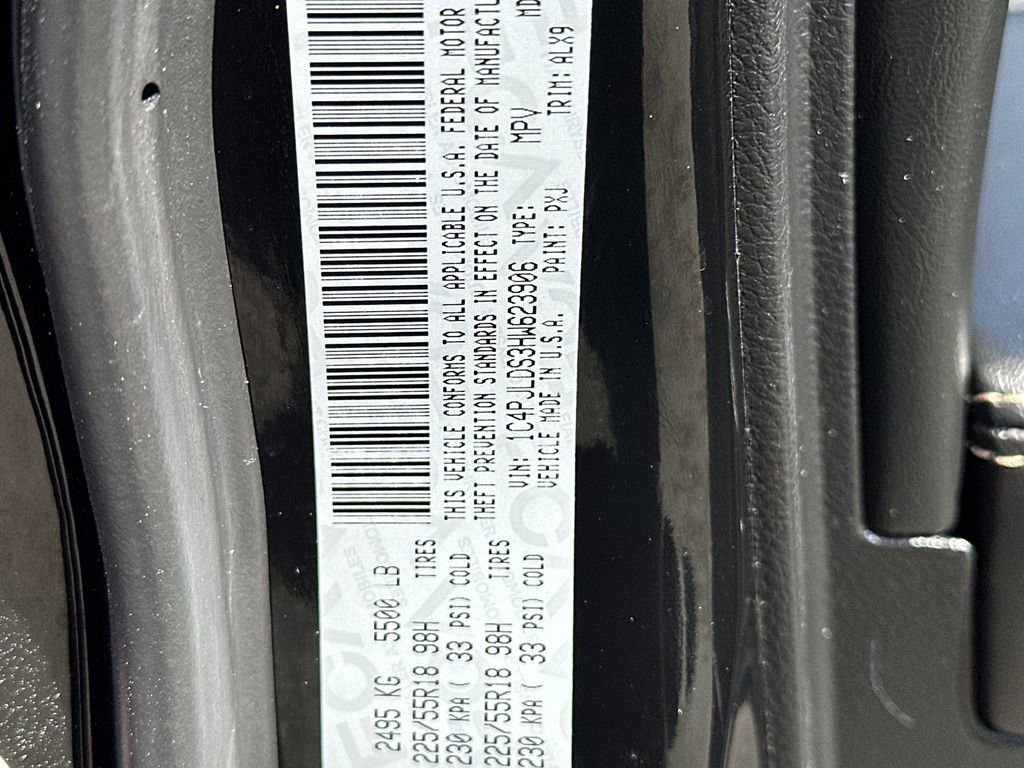 2495 KG 5500 LB
225/55R18 98H TIRES
230 KPA ( 33 PSI) COLD
225/55R18 98H TIRES
230 KPA ( 33 PSI) COLD
THIS VEHICLE CONFORMS TO ALL APPLICABLE U.S.A. FEDERAL MOTOR
THEFT PREVENTION STANDARDS IN EFFECT ON THE DATE OF MANUFACTU
VIN: 1C4PJLDS3HW623906 TYPE: MPV MD
VEHICLE MADE IN U.S.A. PAINT: PXJ TRIM: ALX9